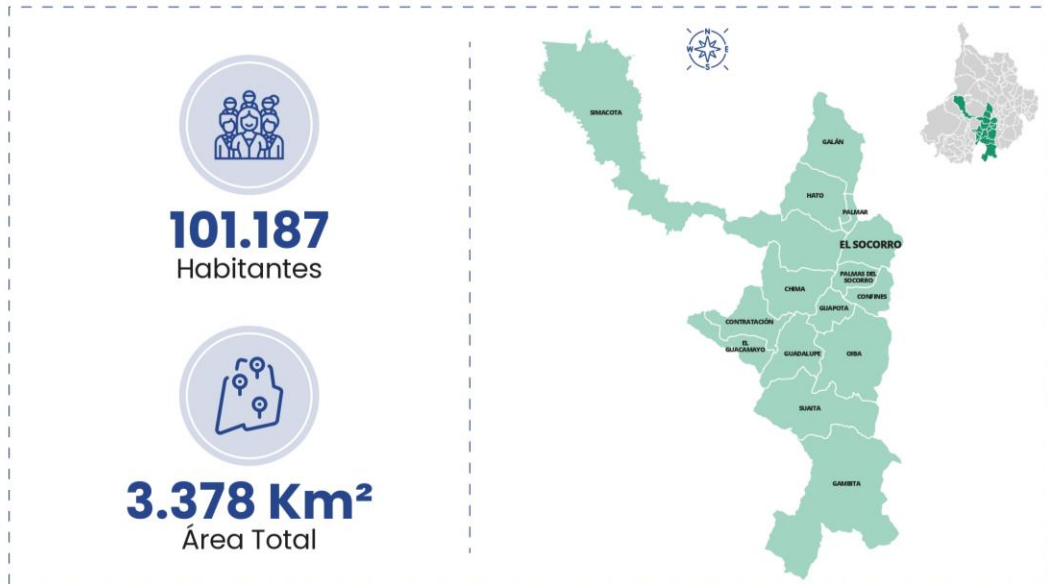 101.187
Habitantes
3.378 Km²
Área Total
N
W
E
S
SIMACOTA
GALÁN
HATO
PALMAR
EL SOCORRO
PALMAS DEL
SOCORRO
CHIMA
CONFINES
GUAPOTA
CONTRATACIÓN
EL
GUACAMAYO
GUADALUPE
OIBA
SUAITA
GAMBITA